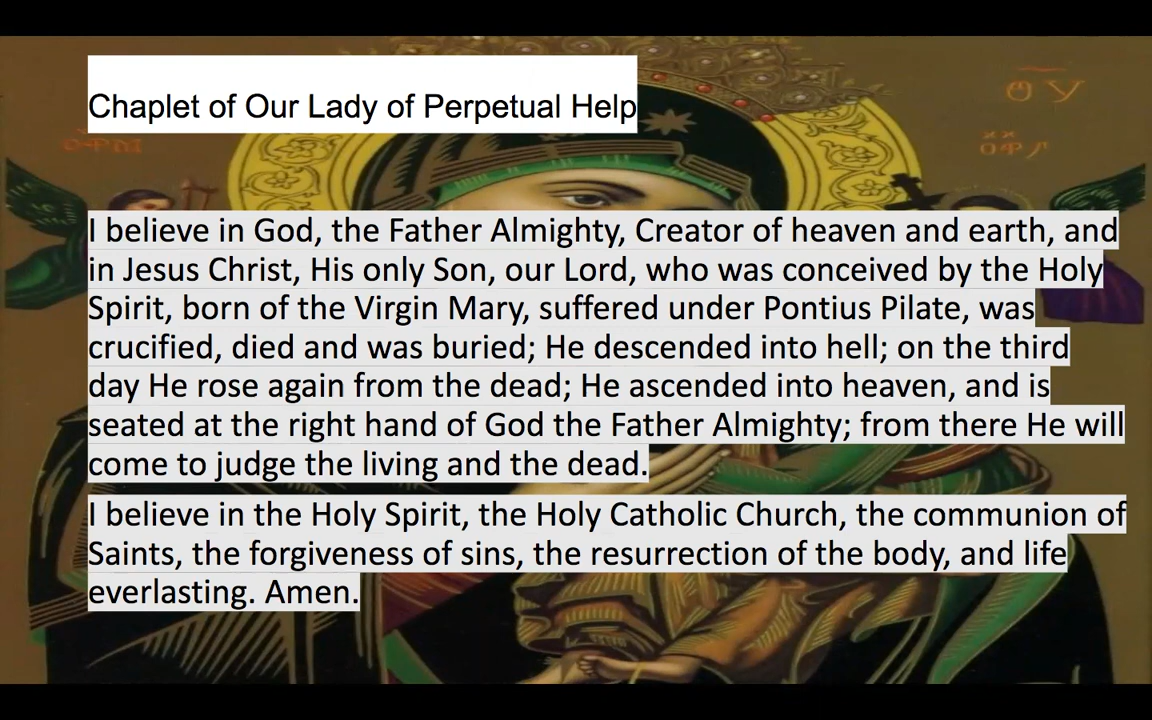 Chaplet of Our Lady of Perpetual Help
I believe in God, the Father Almighty, Creator of heaven and earth, and
in Jesus Christ, His only Son, our Lord, who was conceived by the Holy
Spirit, born of the Virgin Mary, suffered under Pontius Pilate, was
crucified, died and was buried; He descended into hell; on the third
day He rose again from the dead; He ascended into heaven, and is
seated at the right hand of God the Father Almighty; from there He will
come to judge the living and the dead.
I believe in the Holy Spirit, the Holy Catholic Church, the communion of
Saints, the forgiveness of sins, the resurrection of the body, and life
everlasting. Amen.